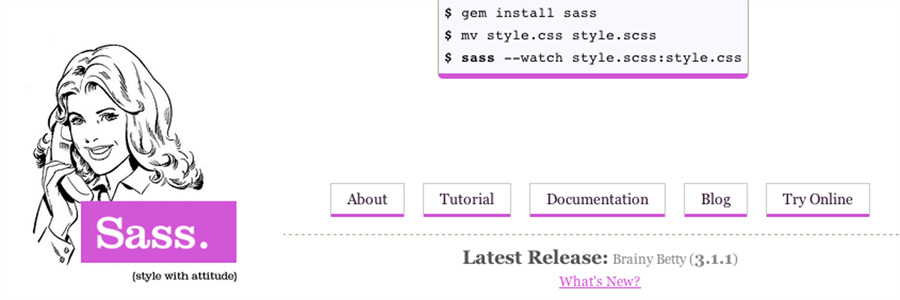 $ gem install sass
$ mv style.css style.scss
$ sass --watch style.scss:style.css
Sass.
{style with attitude}
About Tutorial Documentation Blog Try Online
Latest Release: Brainy Betty (3.1.1)
What's New?